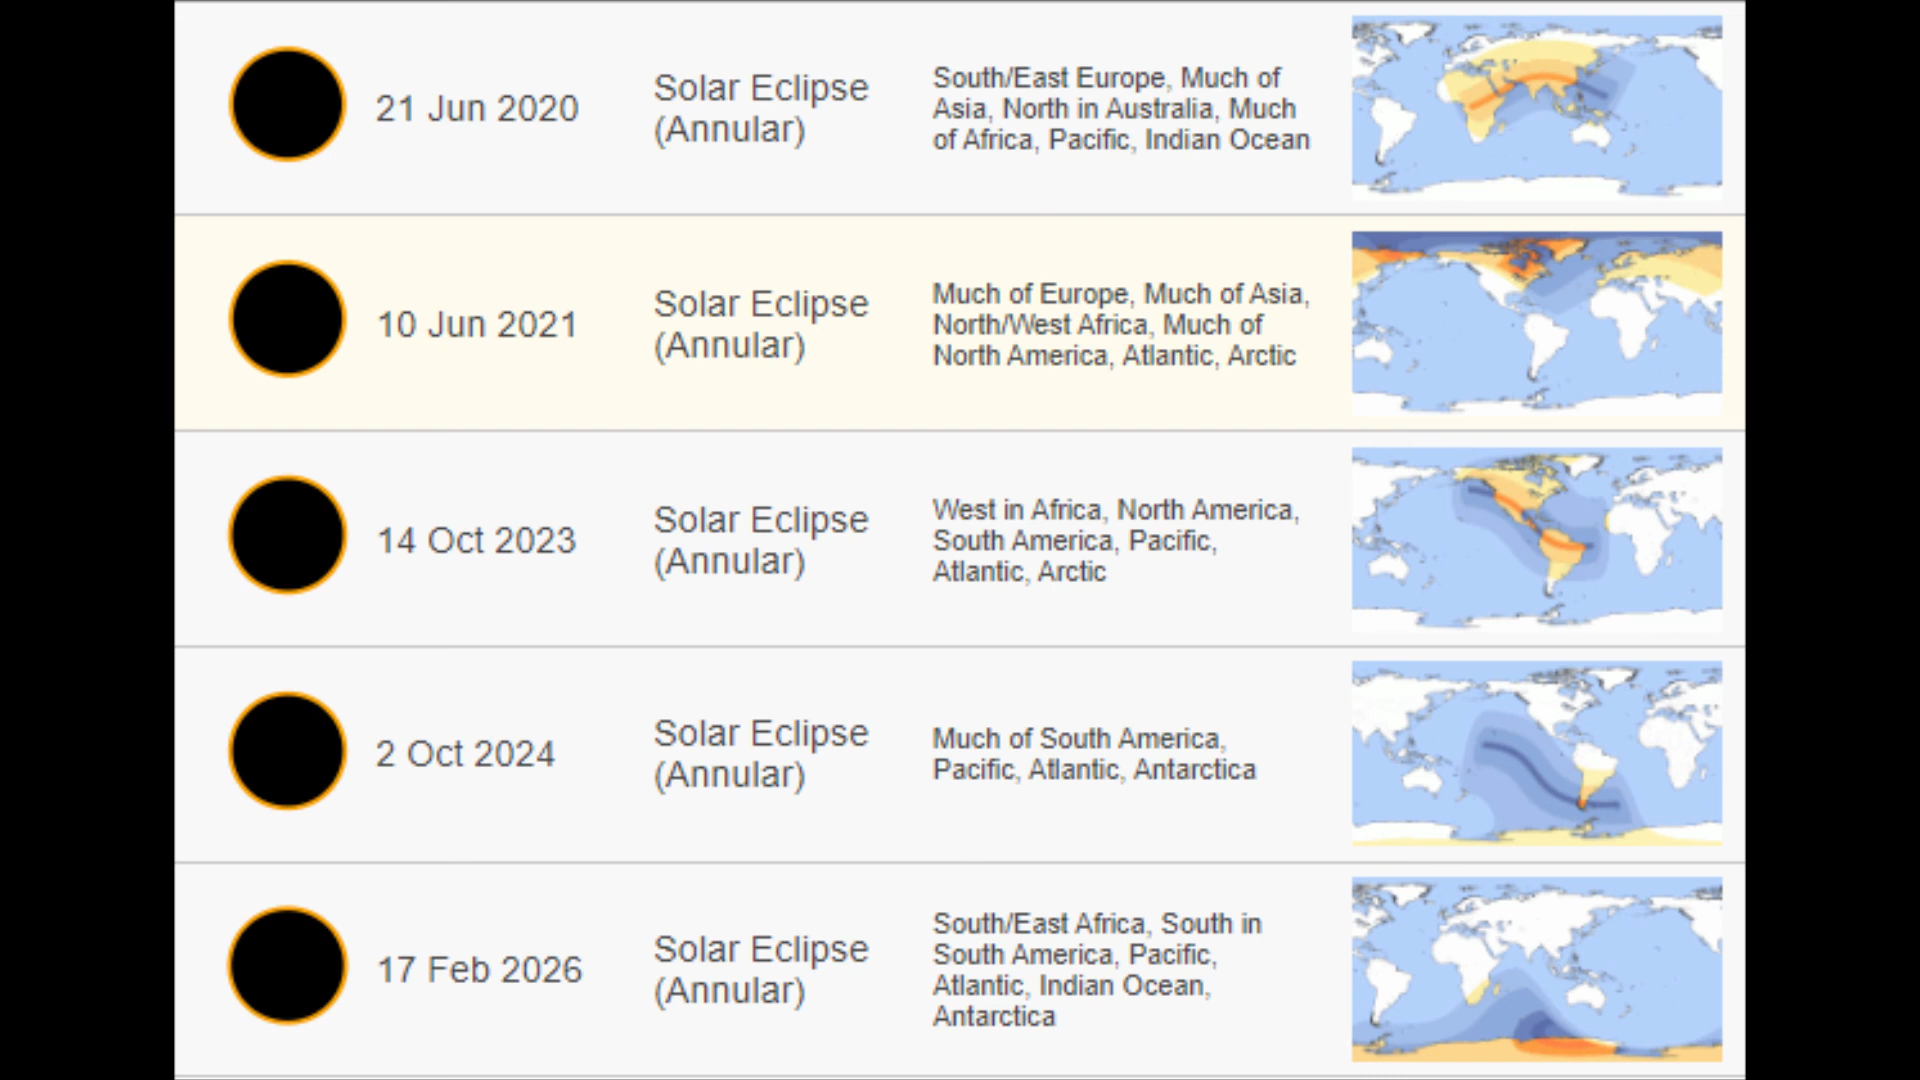 21 Jun 2020
Solar Eclipse
(Annular)
South/East Europe, Much of
Asia, North in Australia, Much
of Africa, Pacific, Indian Ocean
10 Jun 2021
Solar Eclipse
(Annular)
Much of Europe, Much of Asia,
North/West Africa, Much of
North America, Atlantic, Arctic
14 Oct 2023
Solar Eclipse
(Annular)
West in Africa, North America,
South America, Pacific,
Atlantic, Arctic
2 Oct 2024
Solar Eclipse
(Annular)
Much of South America,
Pacific, Atlantic, Antarctica
17 Feb 2026
Solar Eclipse
(Annular)
South/East Africa, South in
South America, Pacific,
Atlantic, Indian Ocean,
Antarctica